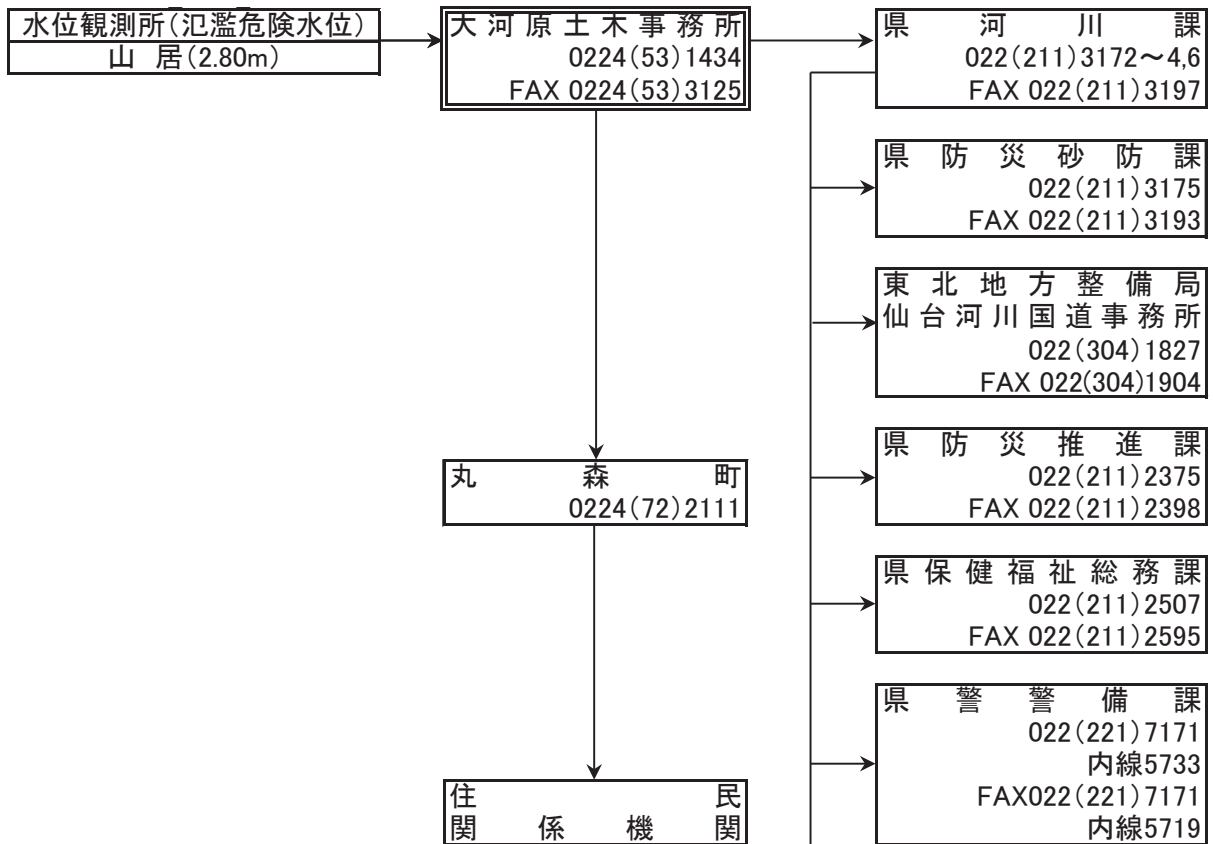 水位観測所(氾濫危険水位)
山 居(2.80m)
大河原土木事務所
0224(53)1434
FAX 0224(53)3125
県河川課
022(211)3172～4,6
FAX 022(211)3197
県防災砂防課
022(211)3175
FAX 022(211)3193
東北地方整備局
仙台河川国道事務所
022(304)1827
FAX 022(304)1904
丸森町
0224(72)2111
県防災推進課
022(211)2375
FAX 022(211)2398
県保健福祉総務課
022(211)2507
FAX 022(211)2595
県警警備課
022(221)7171
内線5733
FAX022(221)7171
内線5719
住民
関係機関